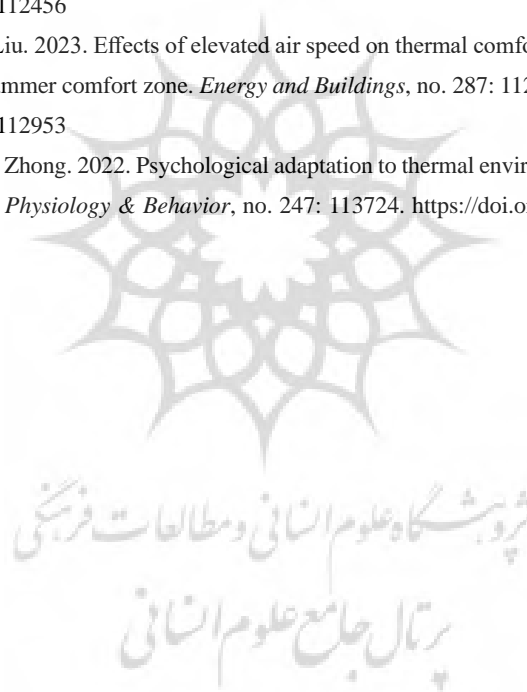 112456
Liu. 2023. Effects of elevated air speed on thermal comfo
mmer comfort zone. Energy and Buildings, no. 287: 112
112953
Zhong. 2022. Psychological adaptation to thermal envir
Physiology & Behavior, no. 247: 113724. https://doi.o
پژوهشگاه علوم انسانی و مطالعات فرهنگی
پرتال جامع علوم انسانی